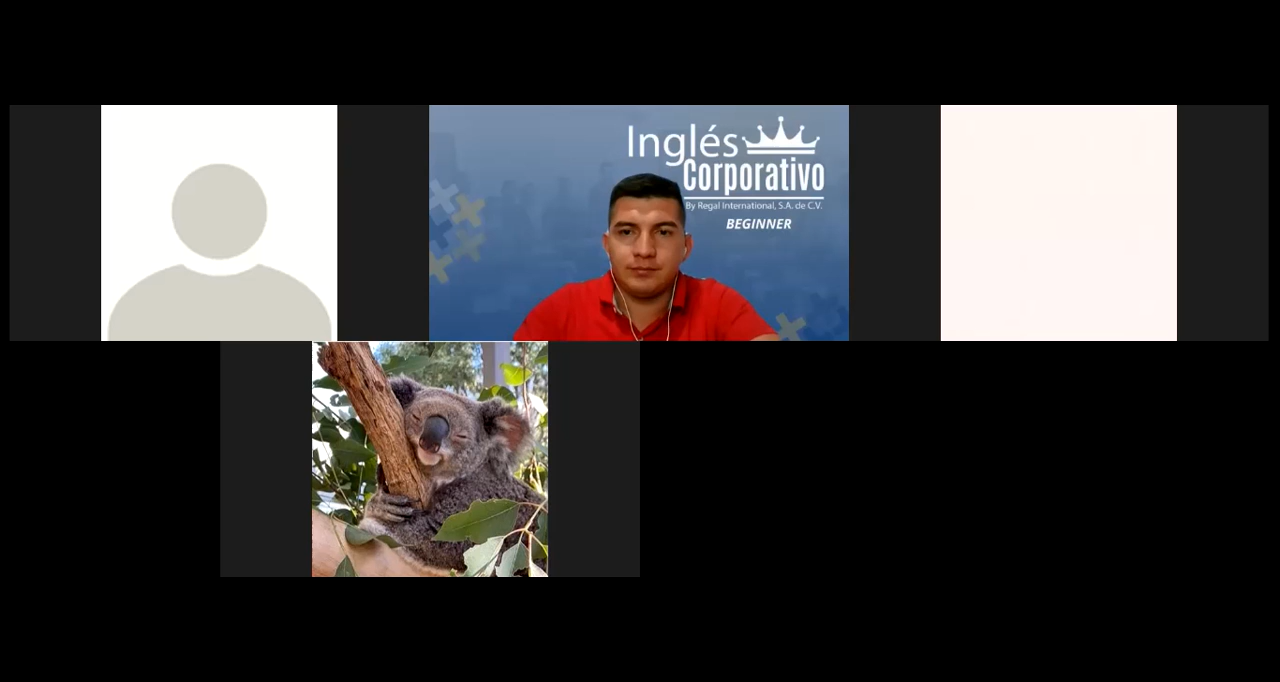 Inglés
Corporativo
By Regal International, S.A. de C.V.
BEGINNER